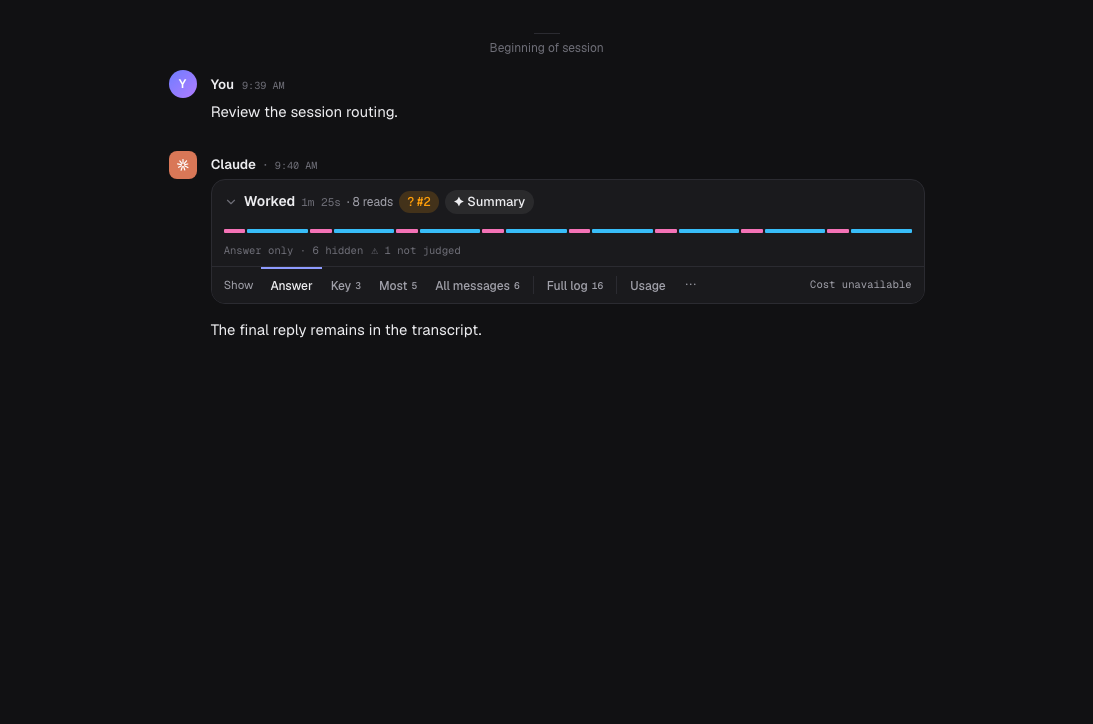 Beginning of session
Y You 9:39 AM
Review the session routing.
Claude · 9:40 AM
Worked 1m 25s · 8 reads ? #2 ✦ Summary
Answer only · 6 hidden ⚠ 1 not judged
Show Answer Key 3 Most 5 All messages 6 Full log 16 Usage ··· Cost unavailable
The final reply remains in the transcript.